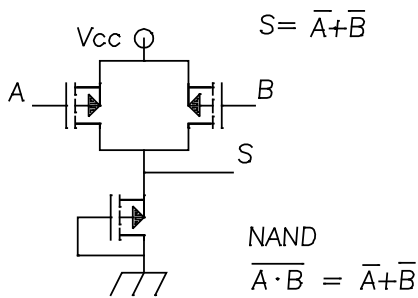 Vcc
S= A̅+B̅
A
B
S
NAND
A̅ ̅·̅ ̅B̅ = A̅+B̅